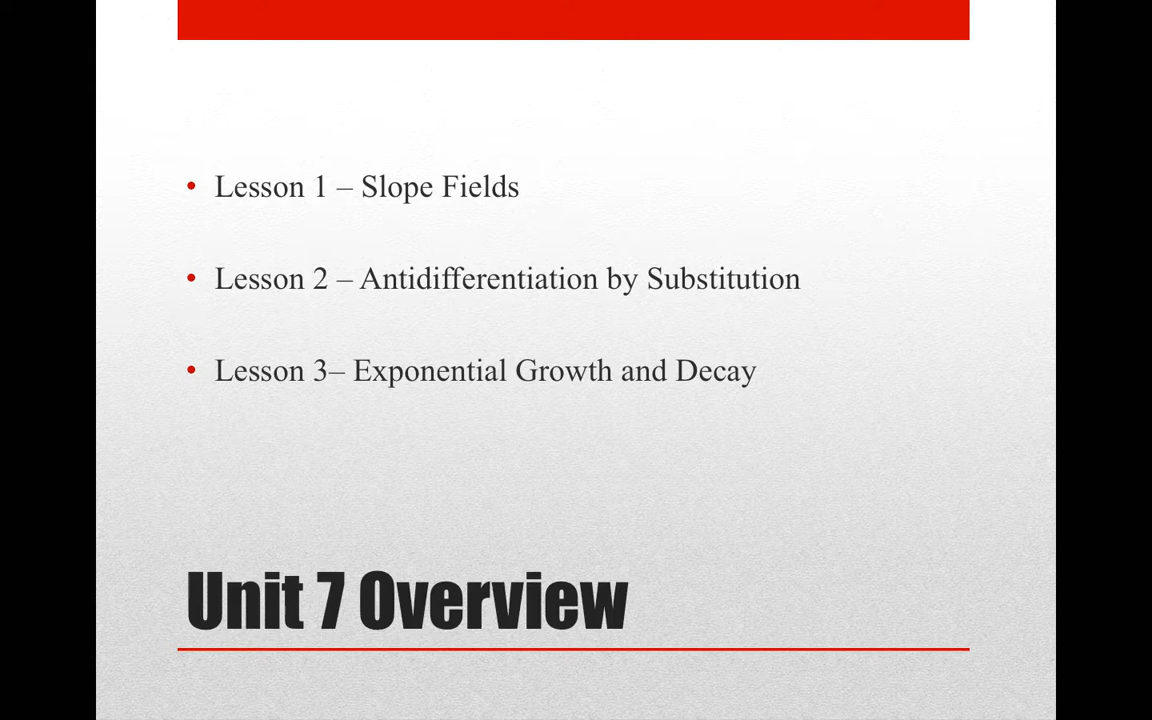 • Lesson 1 – Slope Fields
• Lesson 2 – Antidifferentiation by Substitution
• Lesson 3– Exponential Growth and Decay
Unit 7 Overview